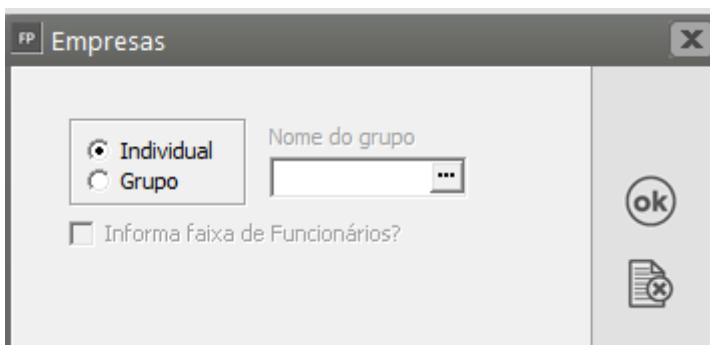 FP Empresas
Individual
Grupo
Nome do grupo
...
Informa faixa de Funcionários?
ok